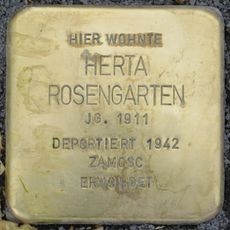 HIER WOHNTE
HERTA
ROSENGARTEN
JG. 1911
DEPORTIERT 1942
ZAMOSC
ERMORDET